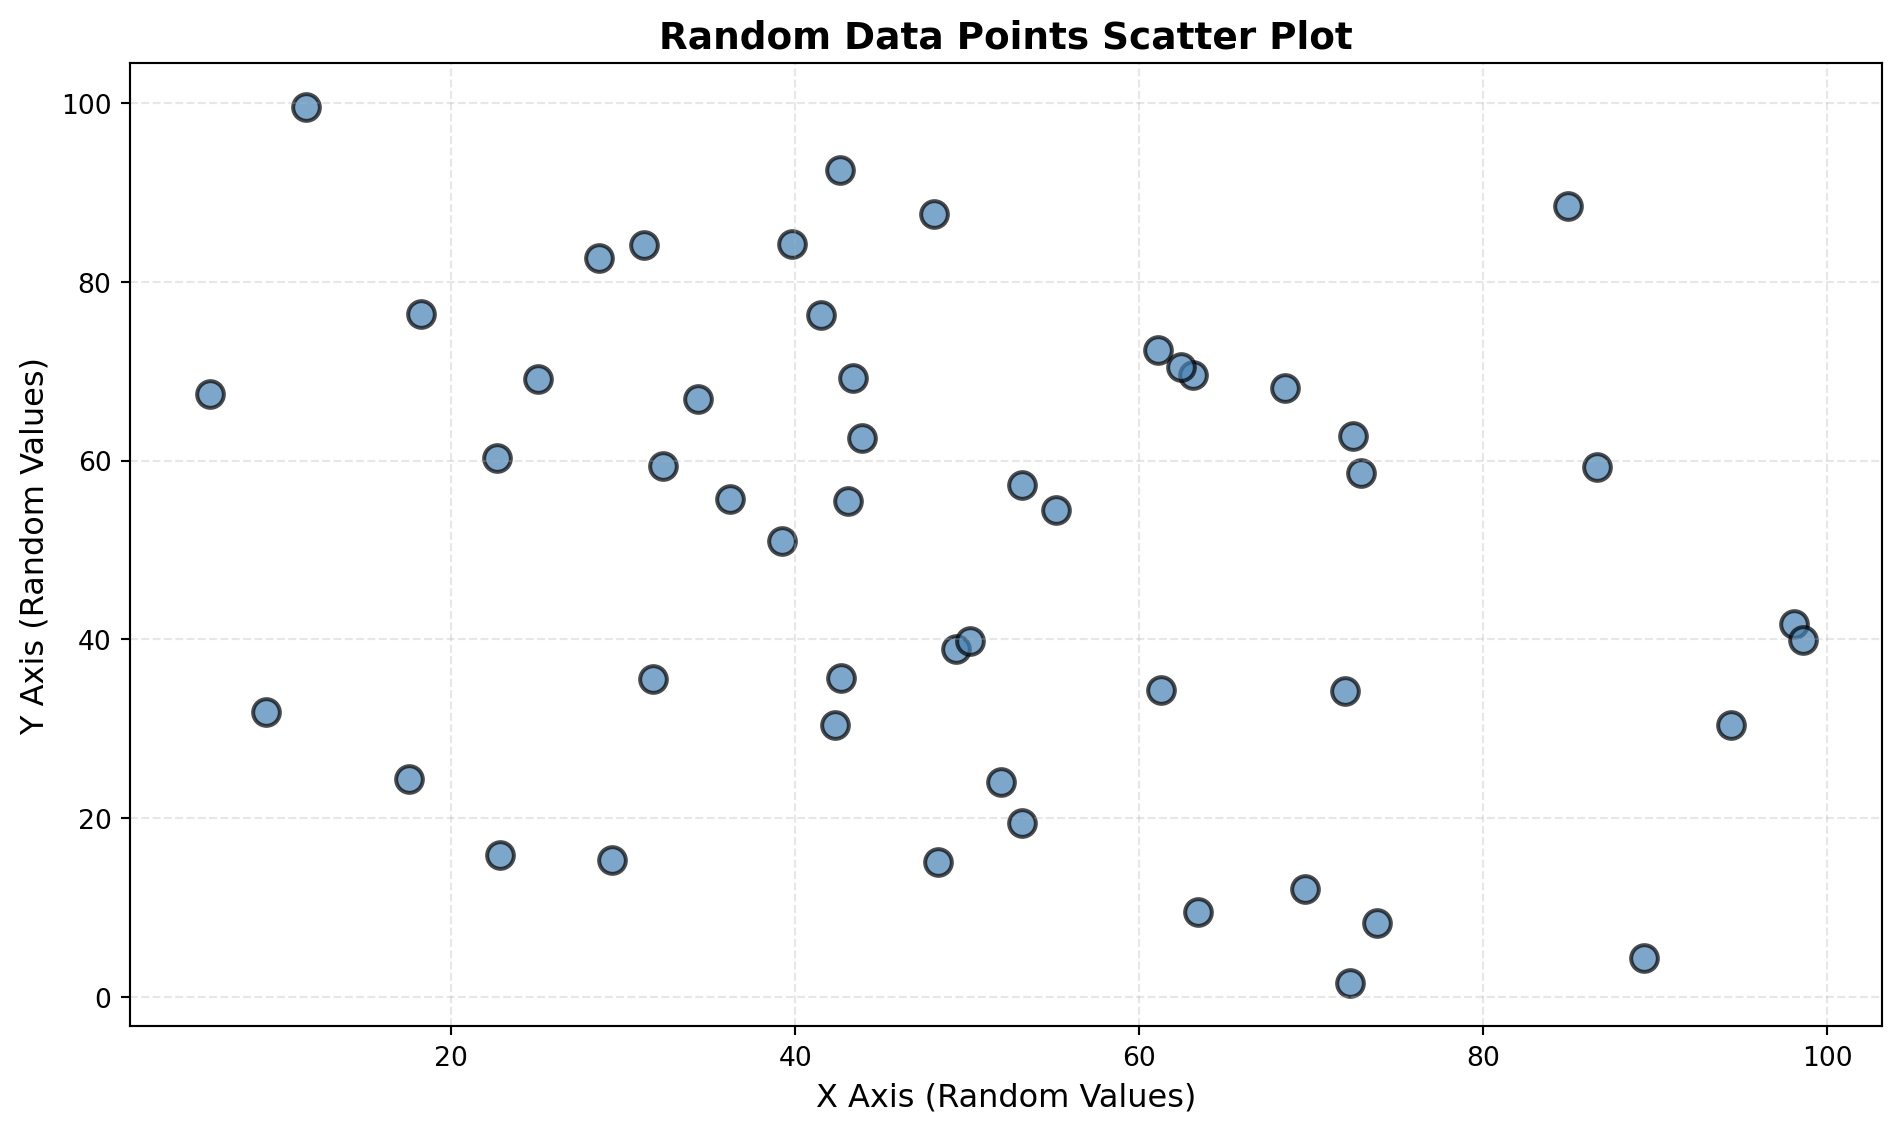 Random Data Points Scatter Plot
100
80
60
40
20
0
Y Axis (Random Values)
20 40 60 80 100
X Axis (Random Values)